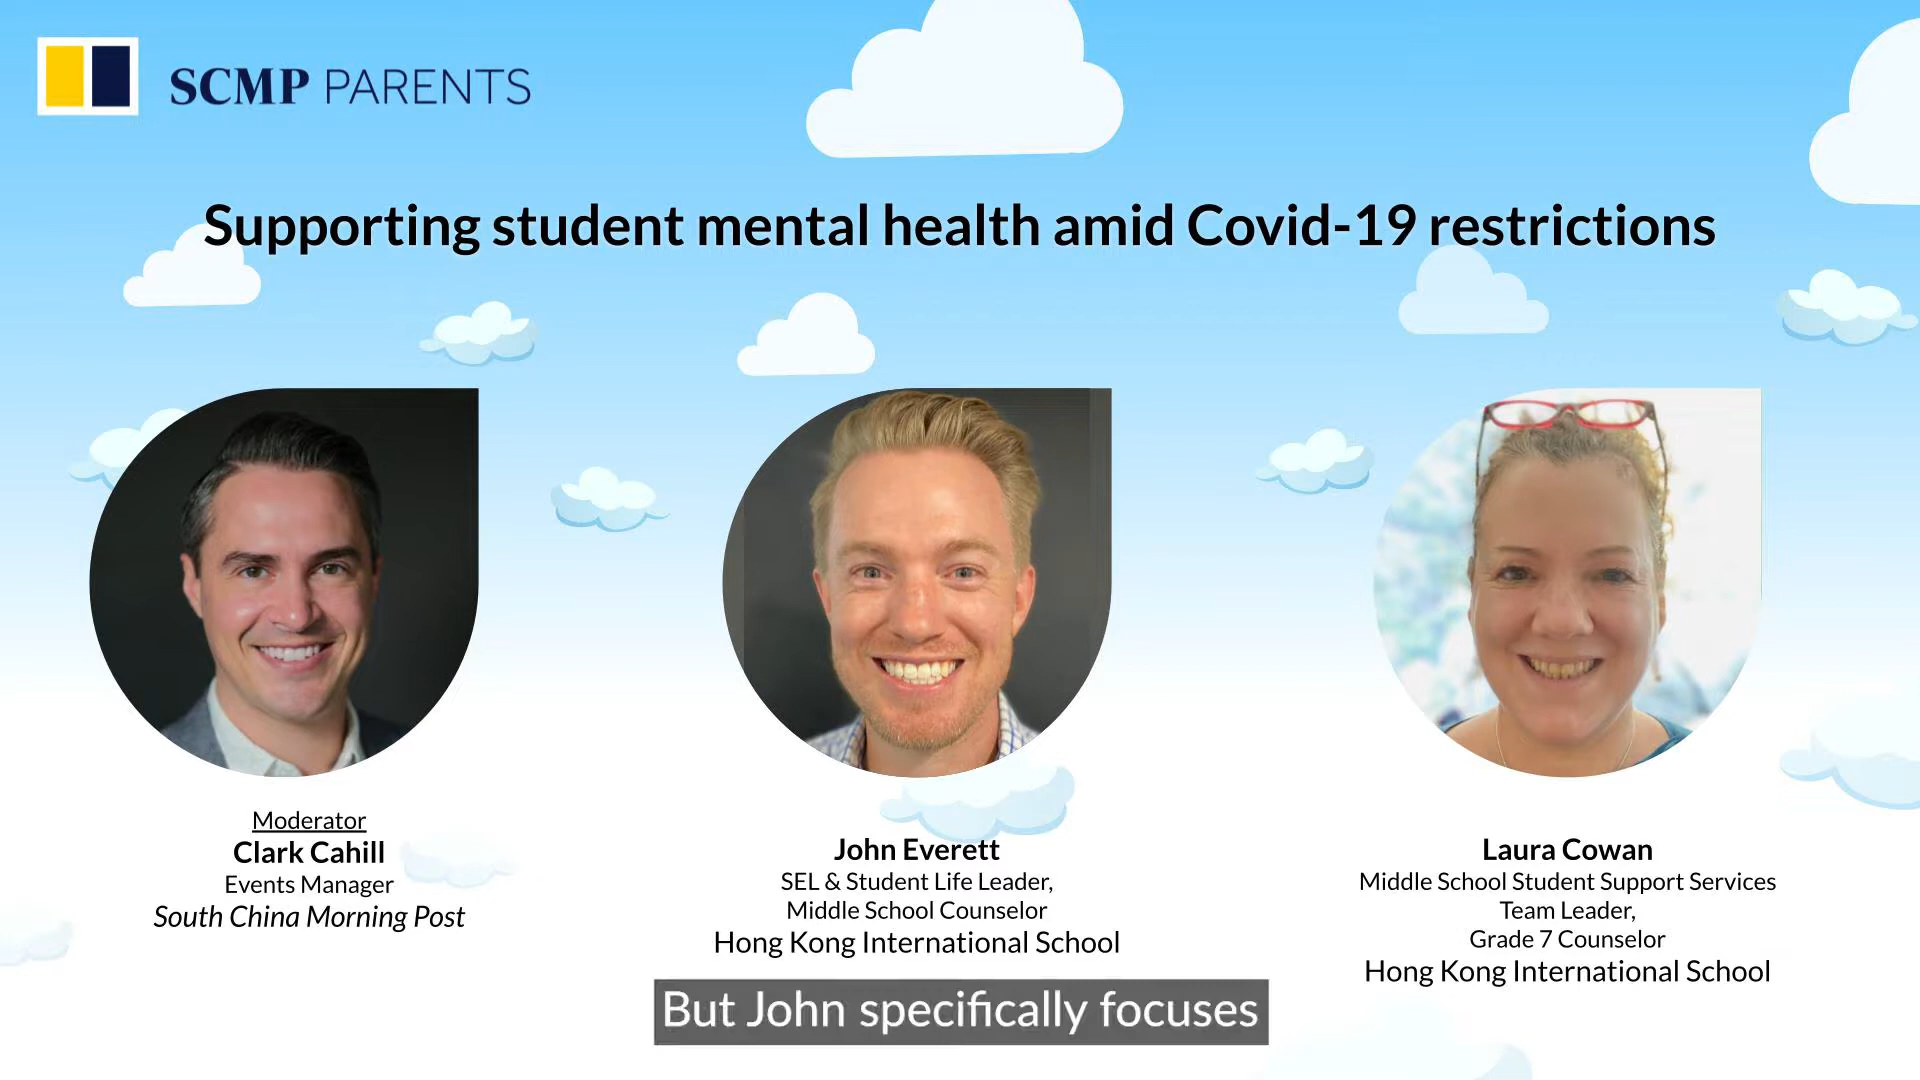 SCMP PARENTS
Supporting student mental health amid Covid-19 restrictions
Moderator
Clark Cahill
Events Manager
South China Morning Post
John Everett
SEL & Student Life Leader,
Middle School Counselor
Hong Kong International School
Laura Cowan
Middle School Student Support Services
Team Leader,
Grade 7 Counselor
Hong Kong International School
But John specifically focuses